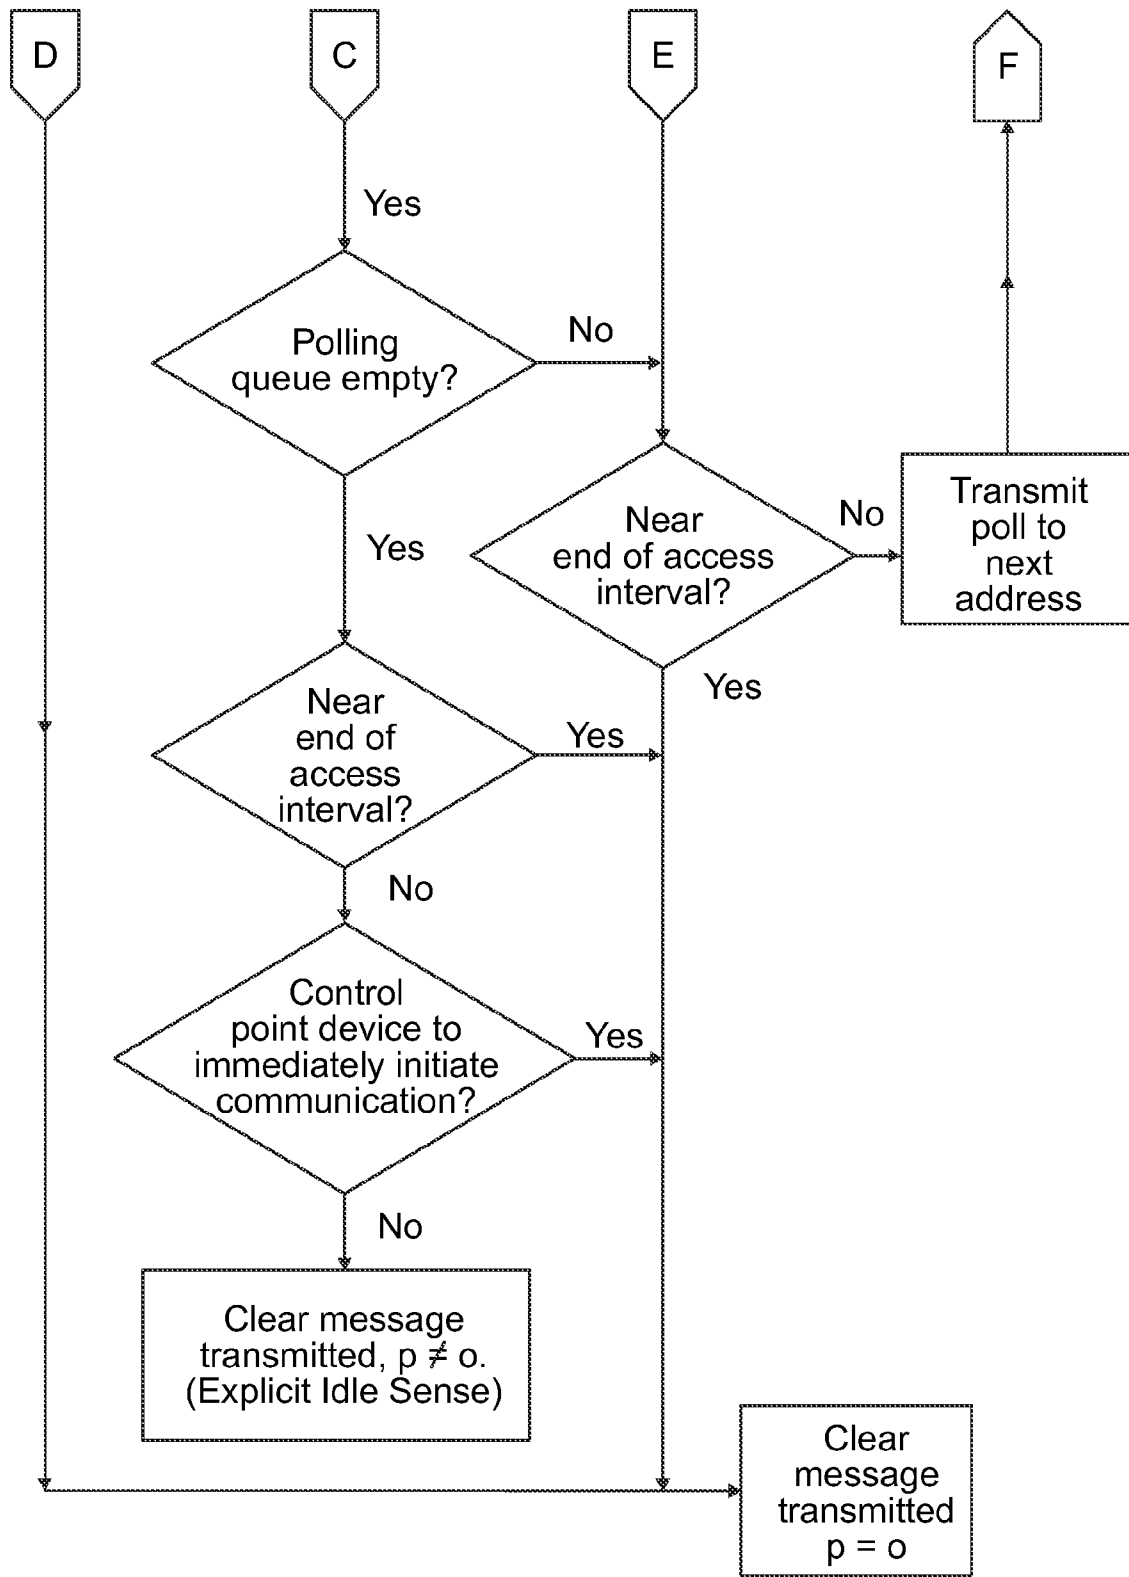 D
C
E
F
Yes
Polling
queue empty?
No
Yes
Near
end of access
interval?
No
Transmit
poll to
next
address
Yes
Near
end of
access
interval?
Yes
No
Control
point device to
immediately initiate
communication?
Yes
No
Clear message
transmitted, p ≠ o.
(Explicit Idle Sense)
Clear
message
transmitted
p = o